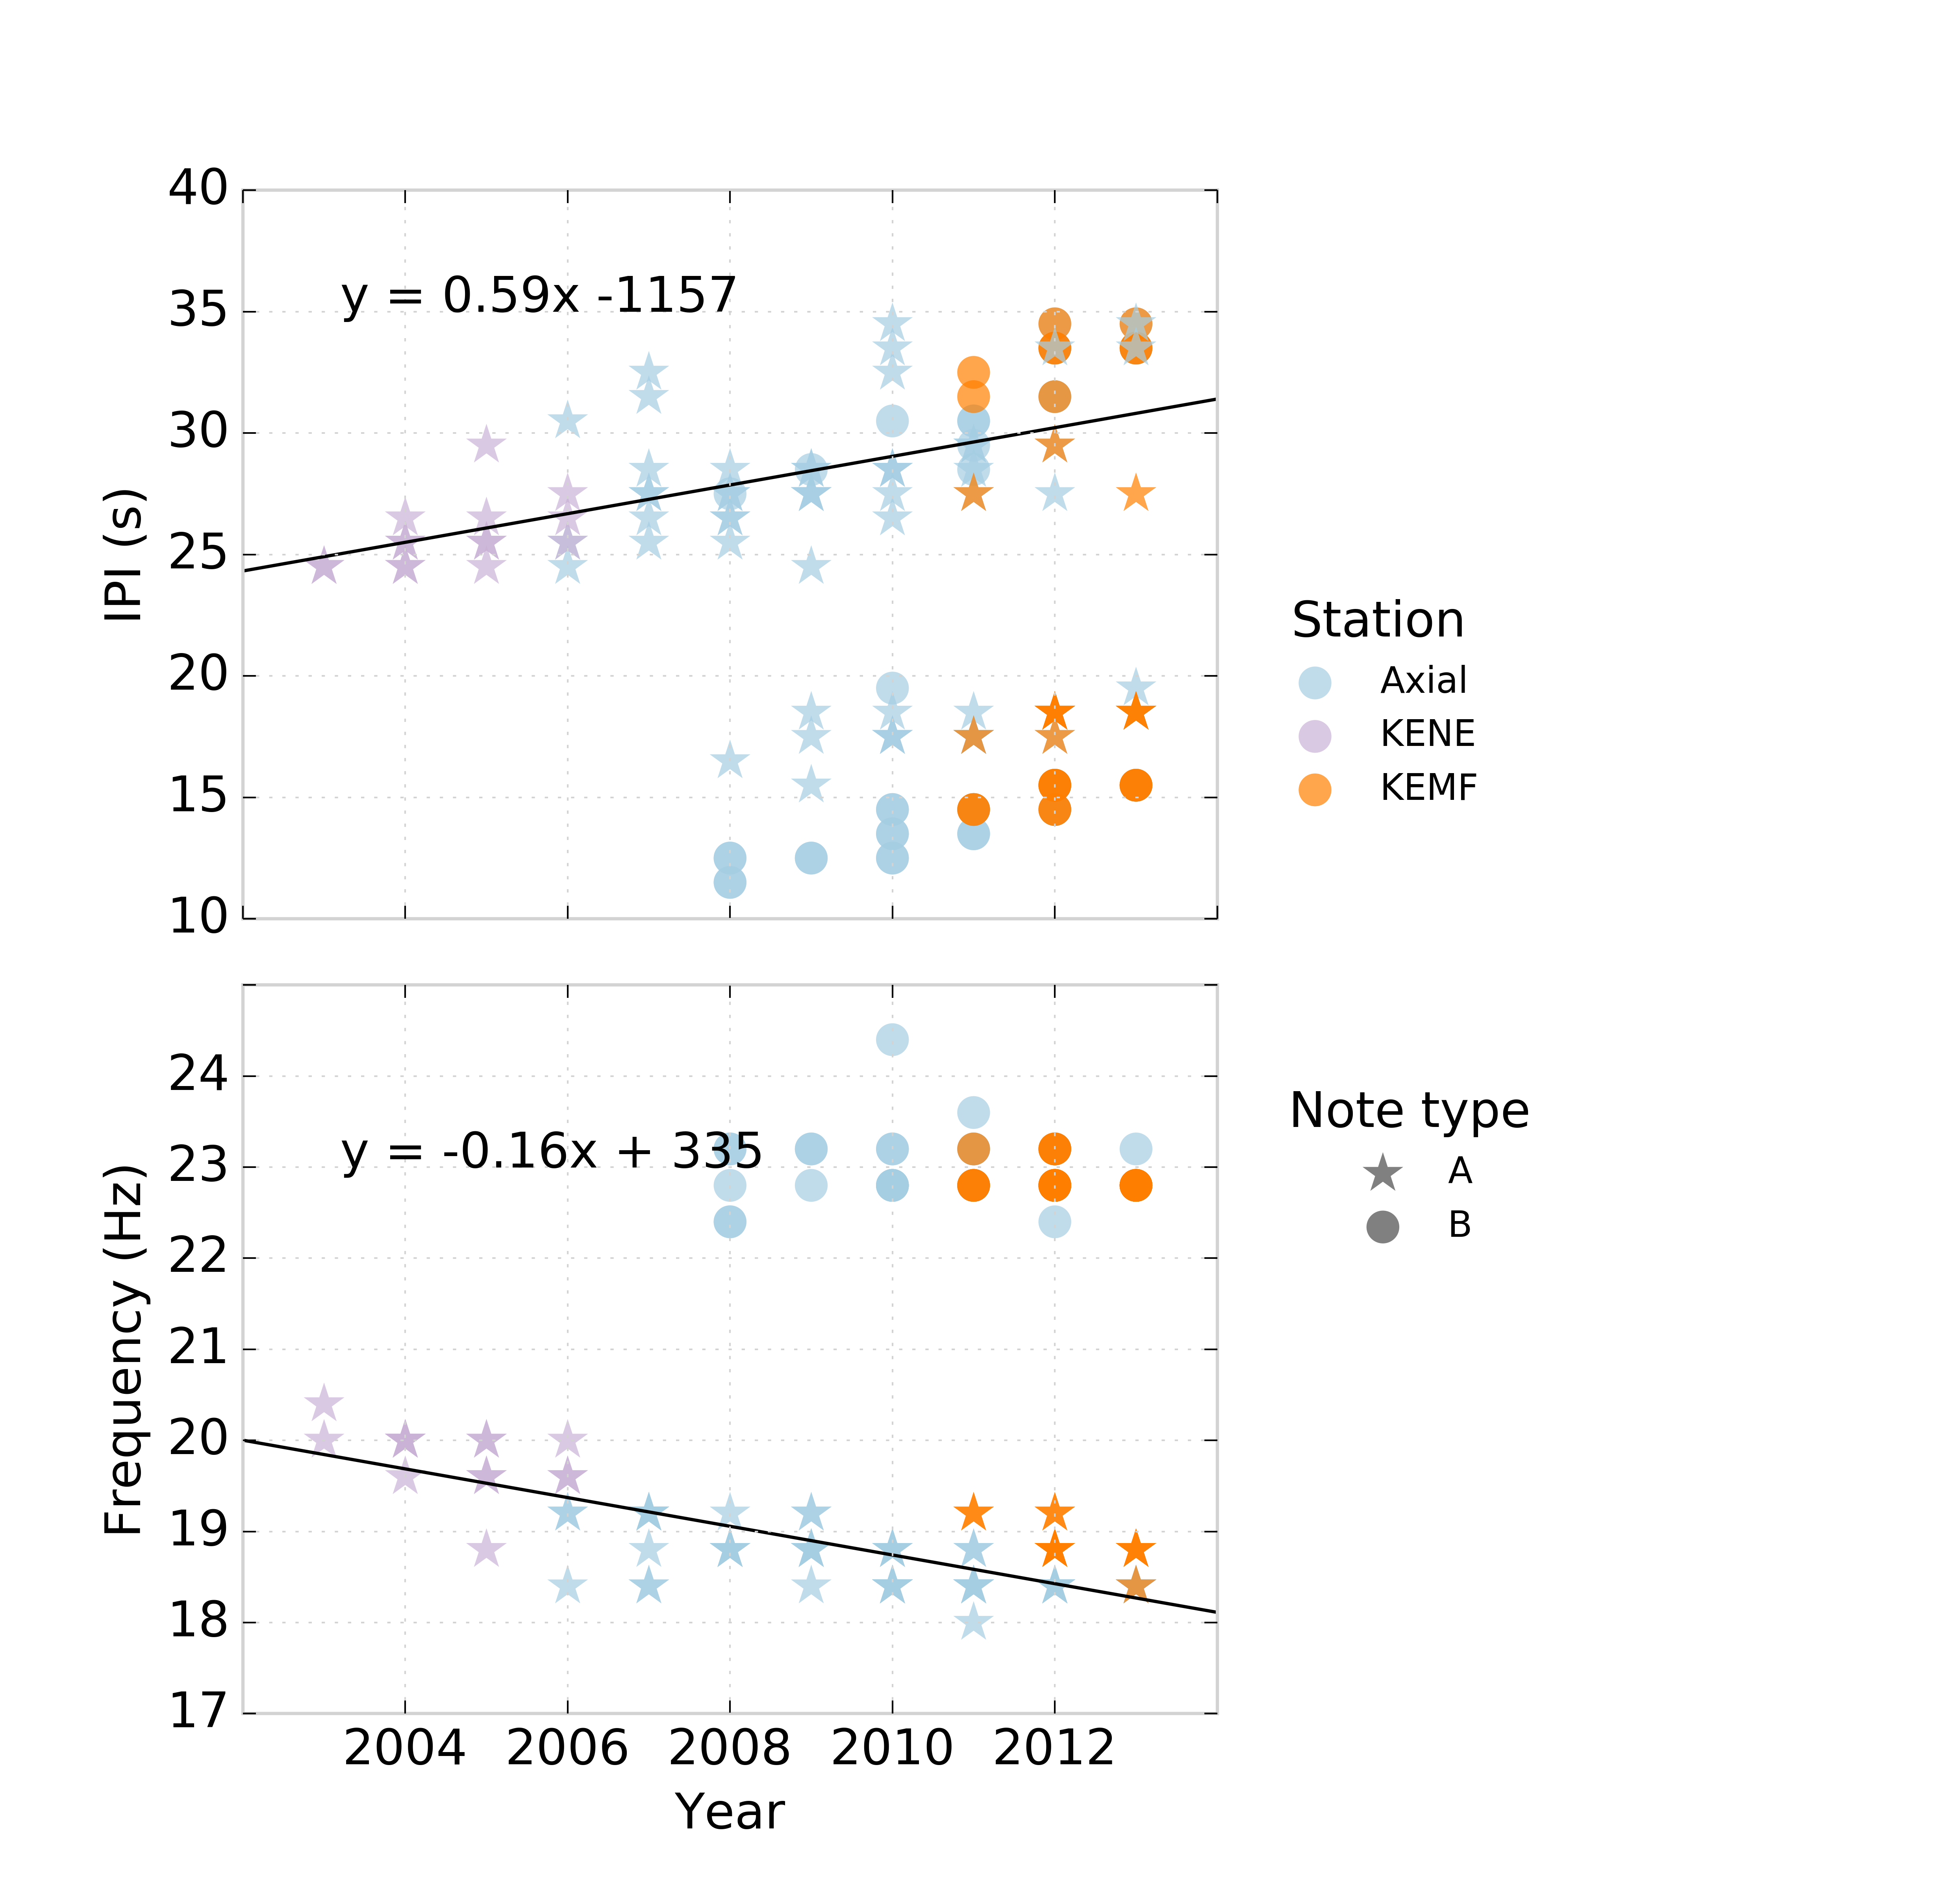 40
y = 0.59x -1157
35
30
25
20
15
10
IPI (s)
Station
Axial
KENE
KEMF
24
y = -0.16x + 335
23
22
21
20
19
18
17
Frequency (Hz)
Note type
A
B
2004 2006 2008 2010 2012
Year